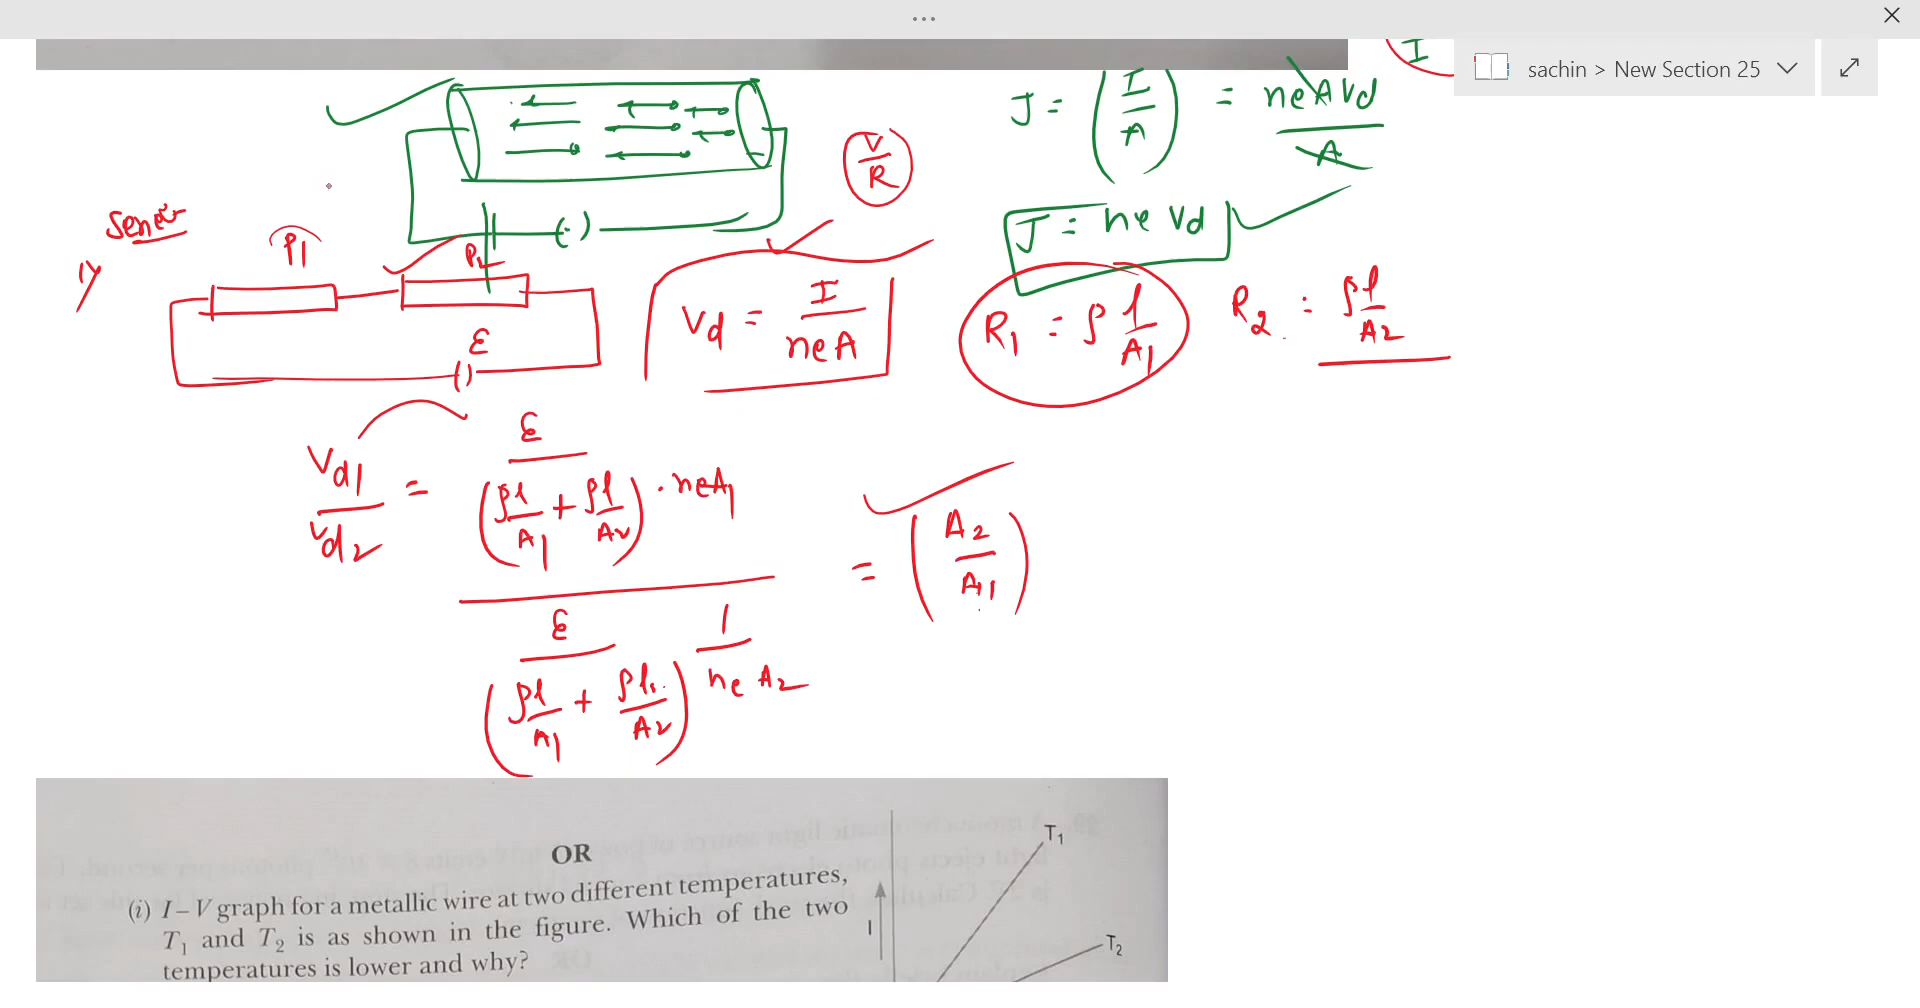 sachin > New Section 25
I
J = (I/A) = neAVd/A
V/R
J = neVd
Series
1)
P1
P2
ε
Vd = I/neA
R1 = ρ l/A1
R2 = ρl/A2
Vd1/Vd2 = ε/(ρl/A1 + ρl/A2) . neA1
= (A2/A1)
ε/(ρl/A1 + ρl/A2) 1/neA2
OR
(i) I – V graph for a metallic wire at two different temperatures,
T1 and T2 is as shown in the figure. Which of the two
temperatures is lower and why?
T1
I
T2